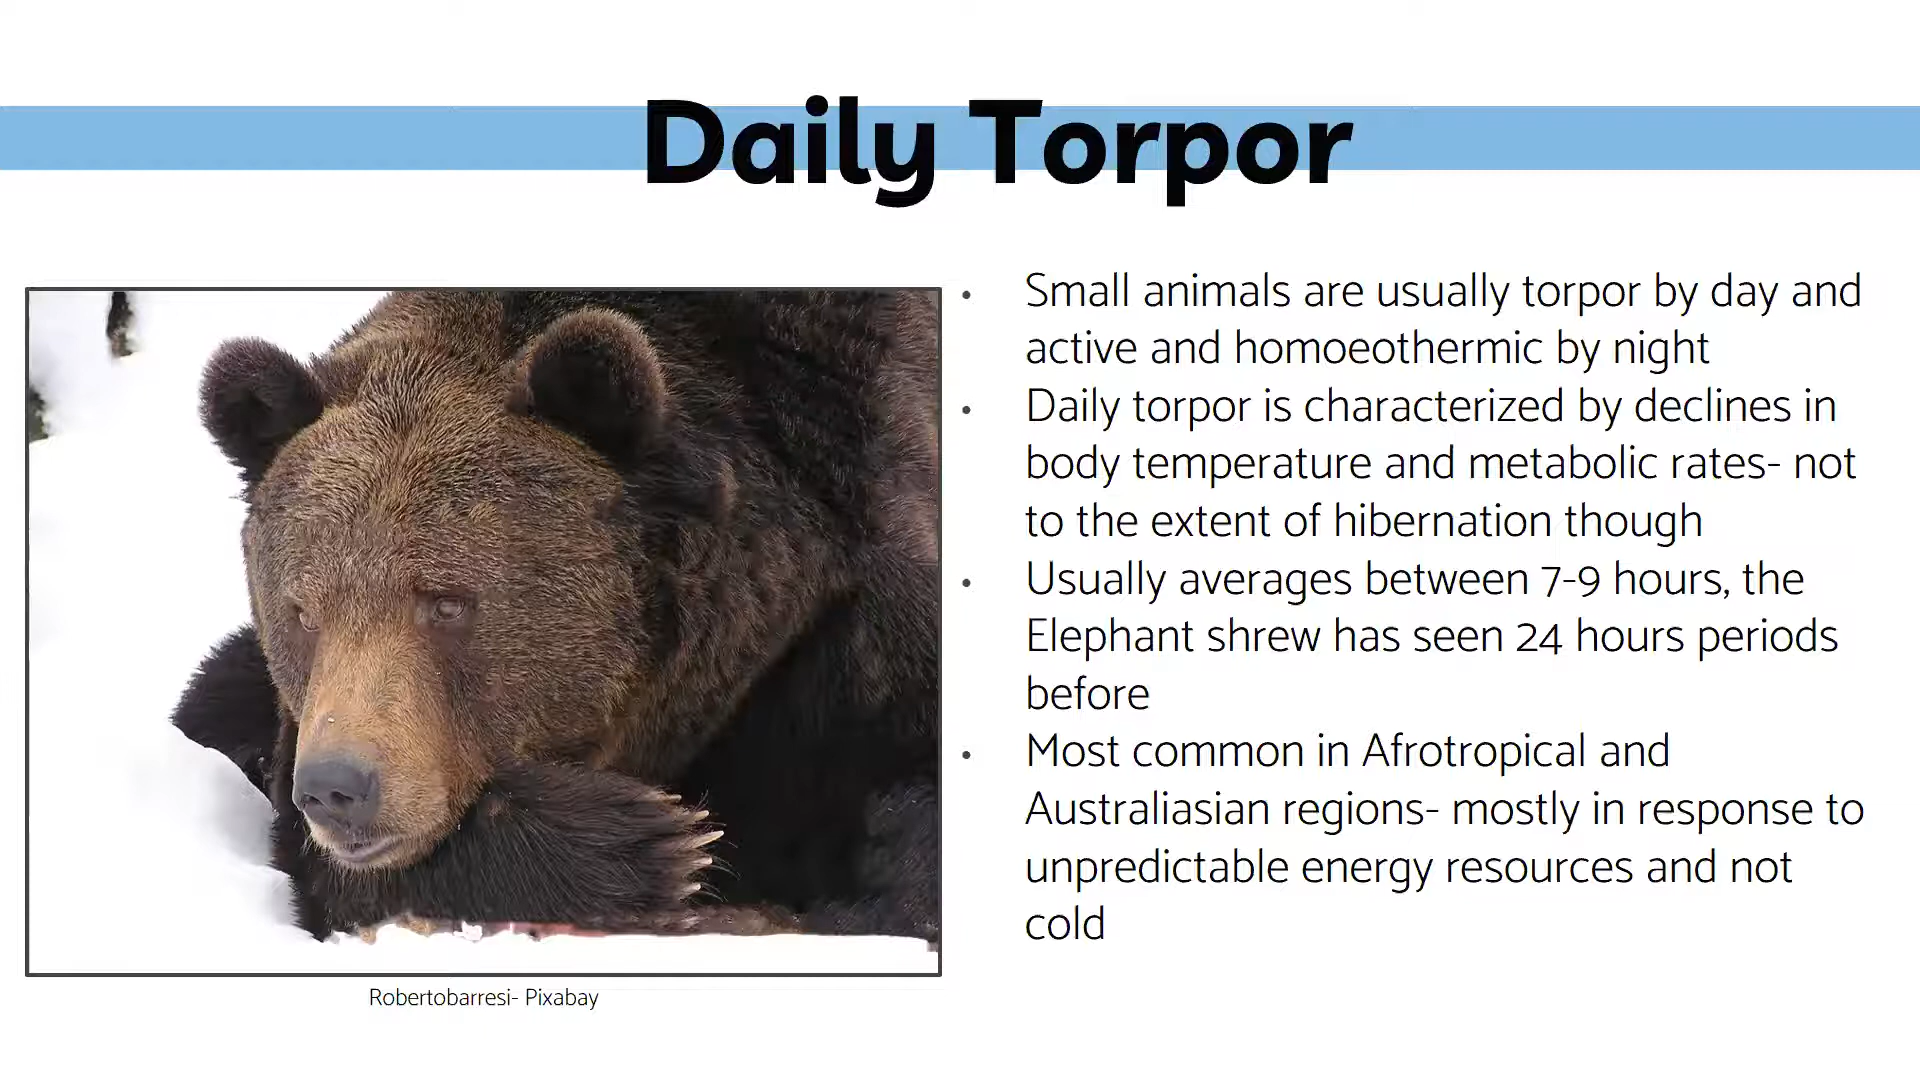 Daily Torpor
• Small animals are usually torpor by day and
active and homoeothermic by night
• Daily torpor is characterized by declines in
body temperature and metabolic rates- not
to the extent of hibernation though
• Usually averages between 7-9 hours, the
Elephant shrew has seen 24 hours periods
before
• Most common in Afrotropical and
Australiasian regions- mostly in response to
unpredictable energy resources and not
cold
Robertobarresi- Pixabay